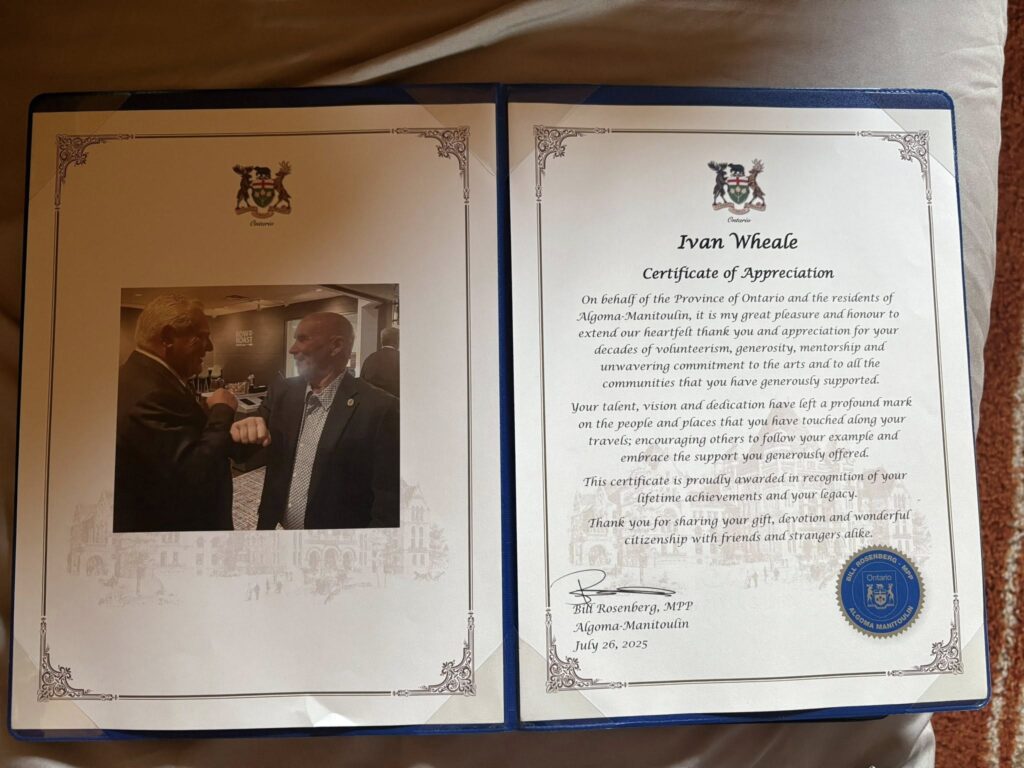 Ontario
BOWR
ROAST
Ontario
Ivan Wheale
Certificate of Appreciation
On behalf of the Province of Ontario and the residents of
Algoma-Manitoulin, it is my great pleasure and honour to
extend our heartfelt thank you and appreciation for your
decades of volunteerism, generosity, mentorship and
unwavering commitment to the arts and to all the
communities that you have generously supported.
Your talent, vision and dedication have left a profound mark
on the people and places that you have touched along your
travels; encouraging others to follow your example and
embrace the support you generously offered.
This certificate is proudly awarded in recognition of your
lifetime achievements and your legacy.
Thank you for sharing your gift, devotion and wonderful
citizenship with friends and strangers alike.
Bill Rosenberg, MPP
Algoma-Manitoulin
July 26, 2025
BILL ROSENBERG - MPP
Ontario
ALGOMA MANITOULIN